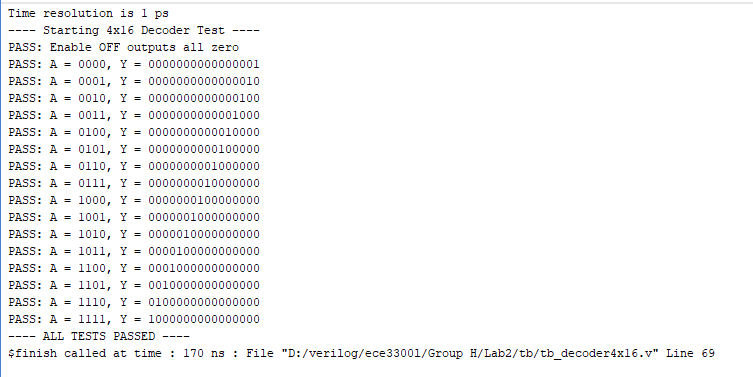 Time resolution is 1 ps
---- Starting 4x16 Decoder Test ----
PASS: Enable OFF outputs all zero
PASS: A = 0000, Y = 0000000000000001
PASS: A = 0001, Y = 0000000000000010
PASS: A = 0010, Y = 0000000000000100
PASS: A = 0011, Y = 0000000000001000
PASS: A = 0100, Y = 0000000000010000
PASS: A = 0101, Y = 0000000000100000
PASS: A = 0110, Y = 0000000001000000
PASS: A = 0111, Y = 0000000010000000
PASS: A = 1000, Y = 0000000100000000
PASS: A = 1001, Y = 0000001000000000
PASS: A = 1010, Y = 0000010000000000
PASS: A = 1011, Y = 0000100000000000
PASS: A = 1100, Y = 0001000000000000
PASS: A = 1101, Y = 0010000000000000
PASS: A = 1110, Y = 0100000000000000
PASS: A = 1111, Y = 1000000000000000
---- ALL TESTS PASSED ----
$finish called at time : 170 ns : File "D:/verilog/ece33001/Group H/Lab2/tb/tb_decoder4x16.v" Line 69